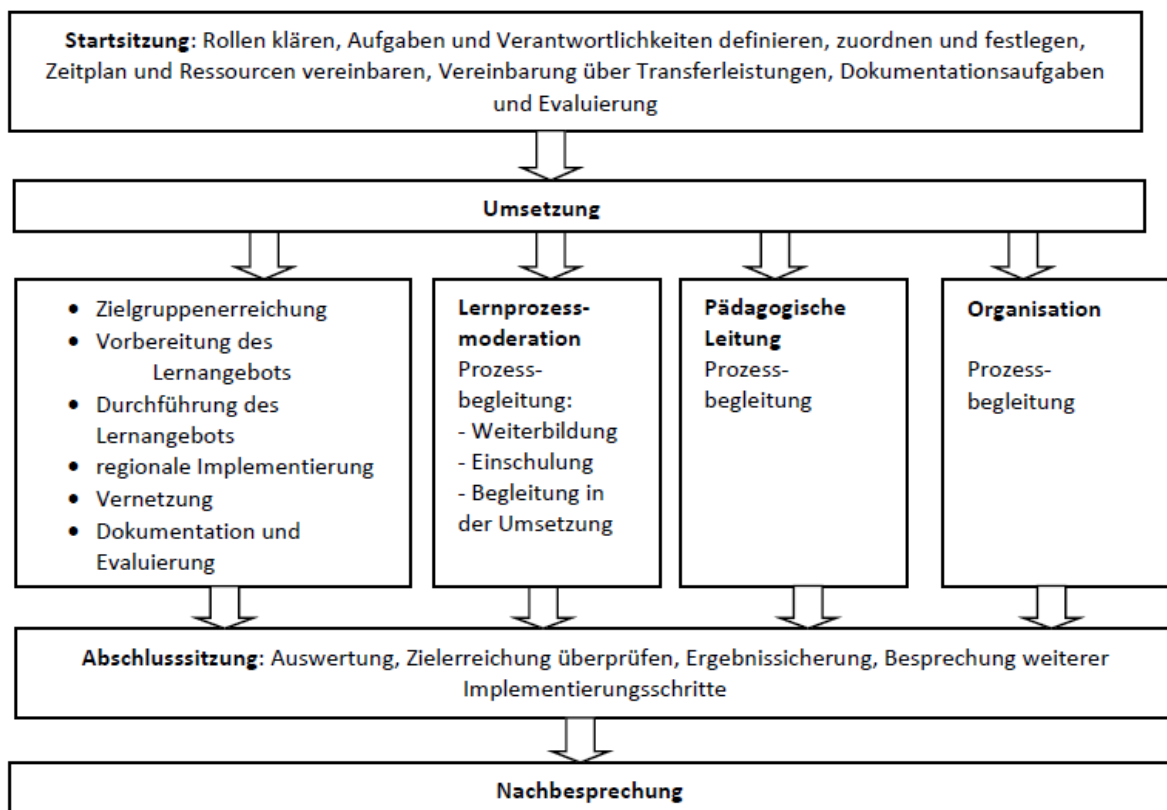 Startsitzung: Rollen klären, Aufgaben und Verantwortlichkeiten definieren, zuordnen und festlegen,
Zeitplan und Ressourcen vereinbaren, Vereinbarung über Transferleistungen, Dokumentationsaufgaben
und Evaluierung
Umsetzung
• Zielgruppenerreichung
• Vorbereitung des
Lernangebots
• Durchführung des
Lernangebots
• regionale Implementierung
• Vernetzung
• Dokumentation und
Evaluierung
Lernprozess-
moderation
Prozess-
begleitung:
- Weiterbildung
- Einschulung
- Begleitung in
der Umsetzung
Pädagogische
Leitung
Prozess-
begleitung
Organisation
Prozess-
begleitung
Abschlusssitzung: Auswertung, Zielerreichung überprüfen, Ergebnissicherung, Besprechung weiterer
Implementierungsschritte
Nachbesprechung